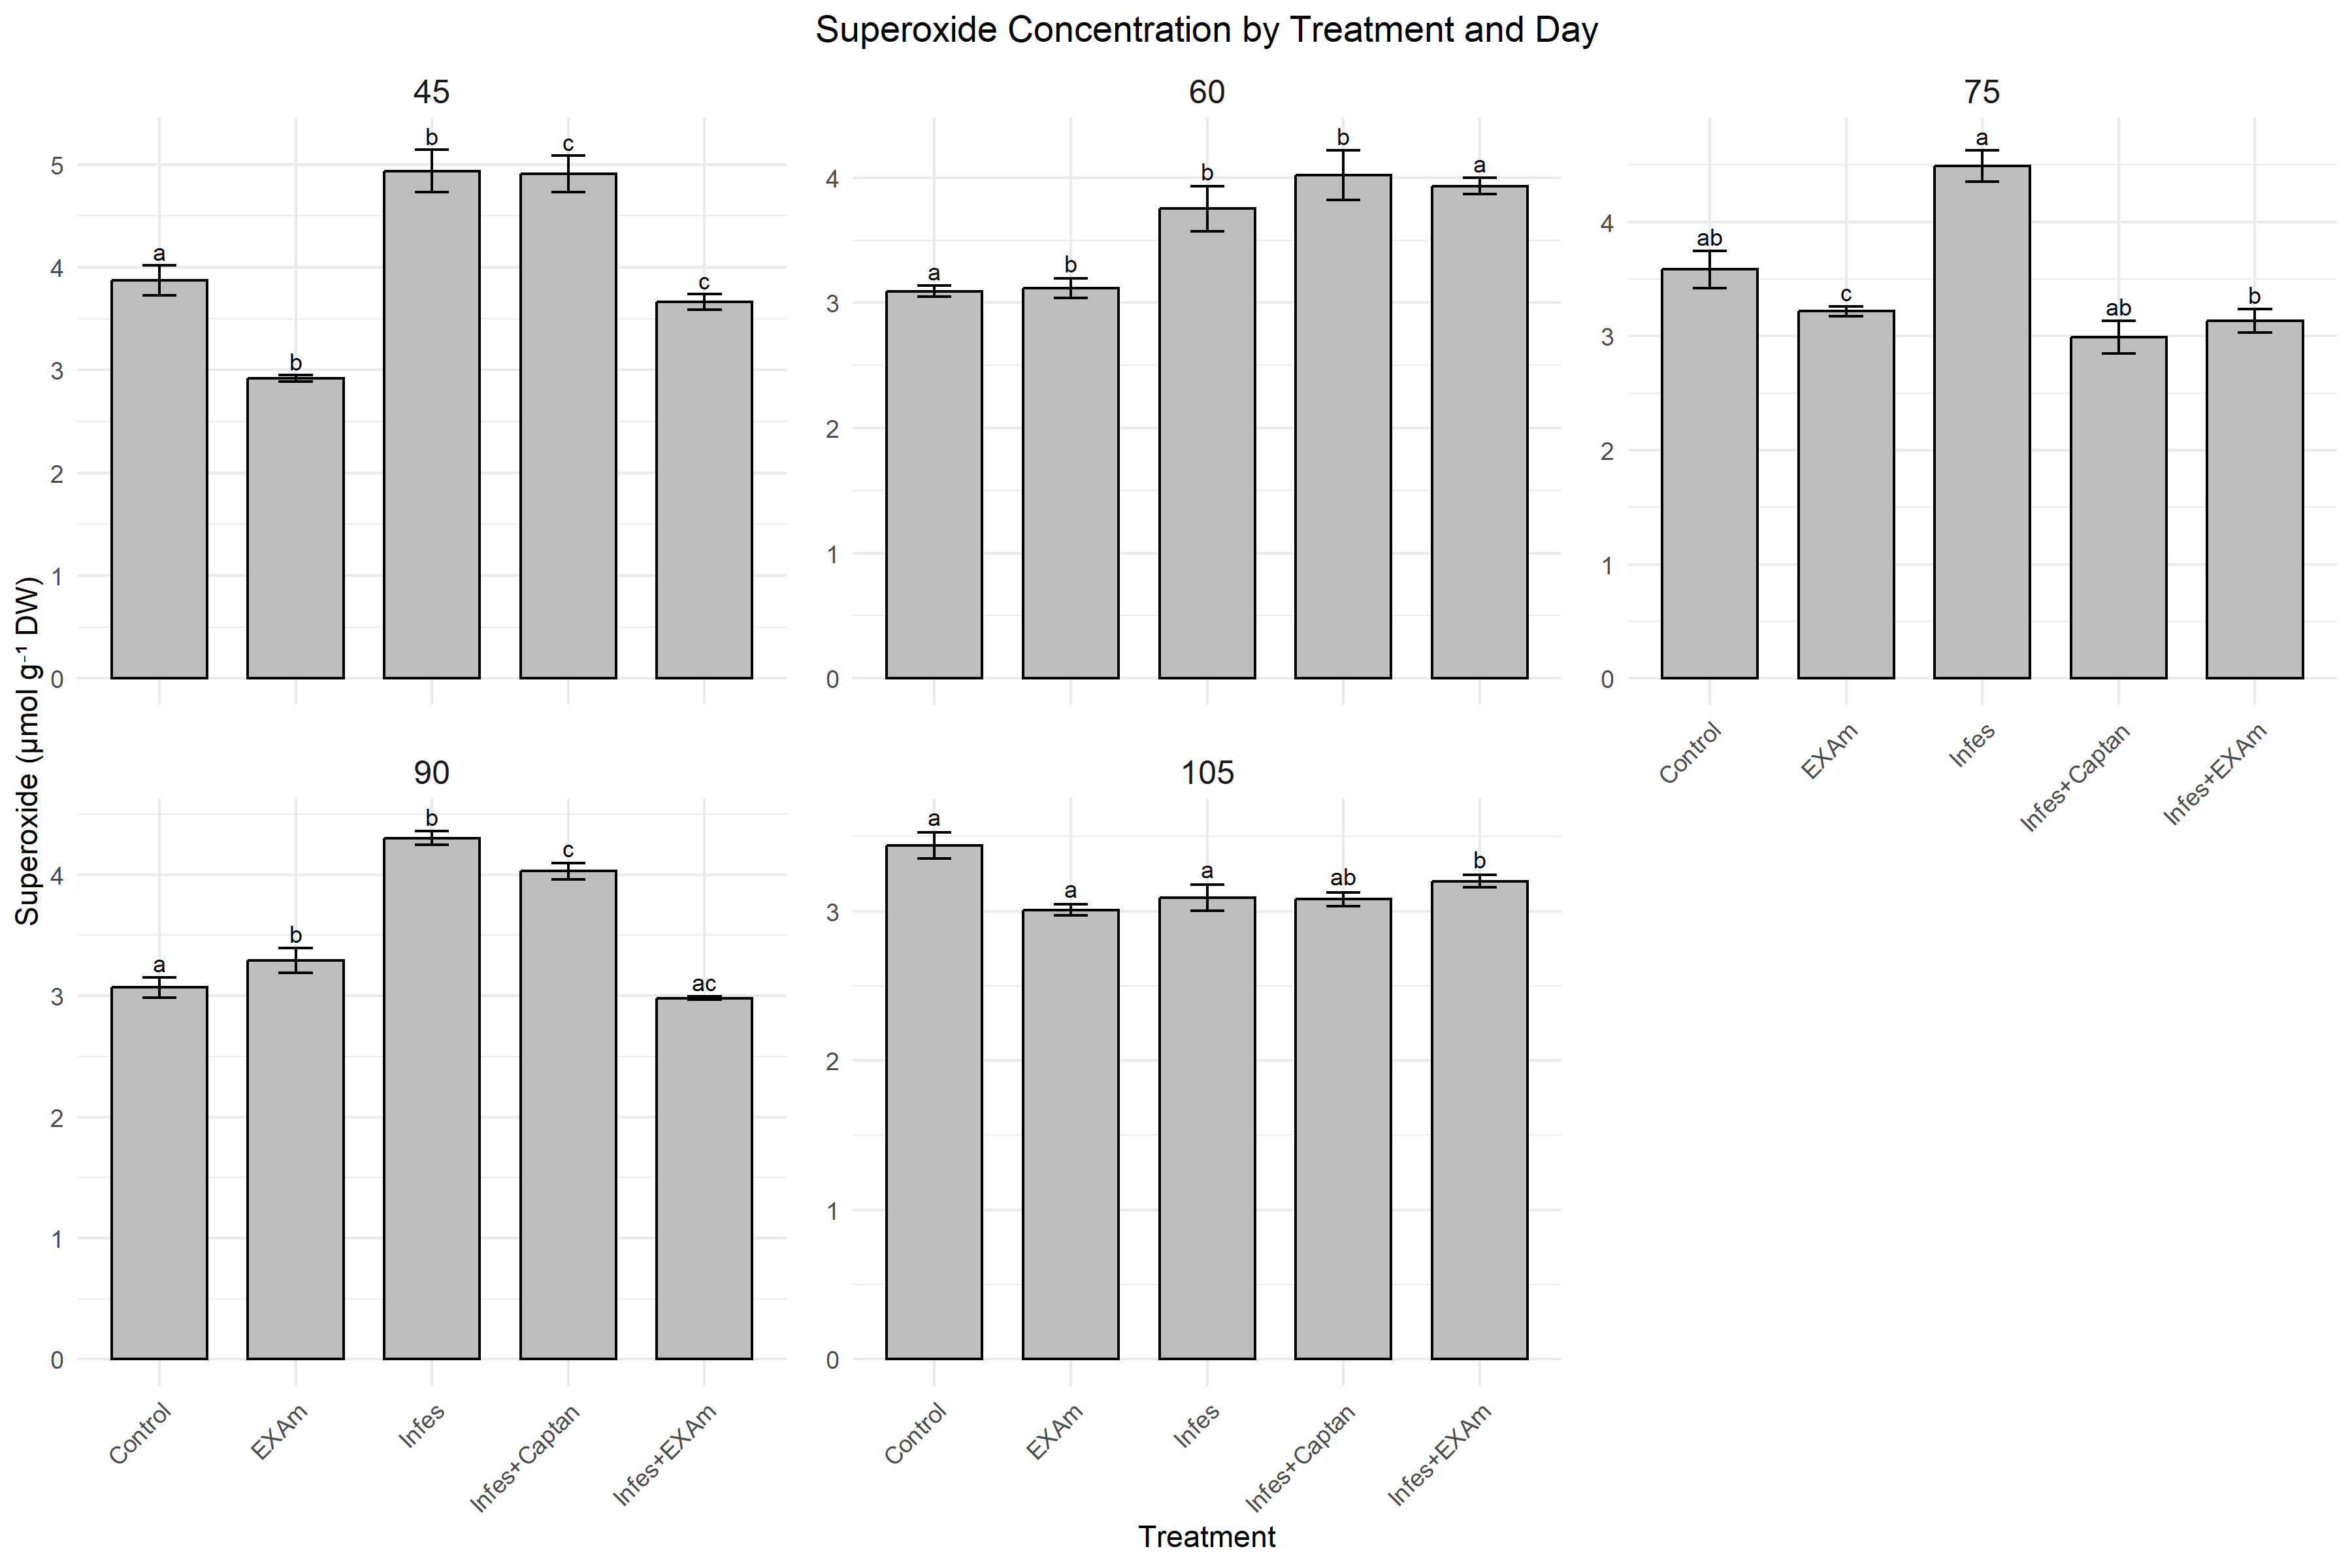 Superoxide Concentration by Treatment and Day
Superoxide (µmol g⁻¹ DW)
45
5
4
3
2
1
0
a
b
b
c
c
60
4
3
2
1
0
a
b
b
b
a
75
4
3
2
1
0
ab
c
a
ab
b
Control
EXAm
Infes
Infes+Captan
Infes+EXAm
90
4
3
2
1
0
a
b
b
c
ac
Control
EXAm
Infes
Infes+Captan
Infes+EXAm
105
3
2
1
0
a
a
a
ab
b
Control
EXAm
Infes
Infes+Captan
Infes+EXAm
Treatment